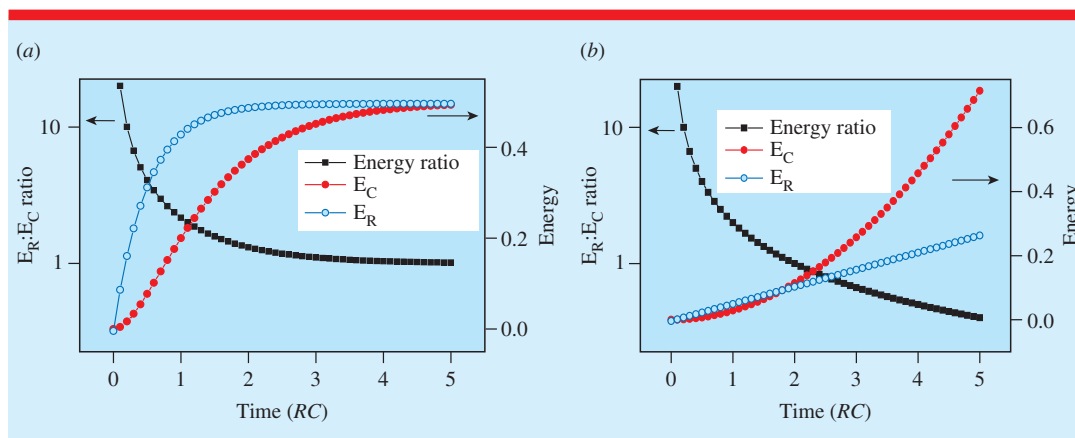 (a)
10
1
E_R:E_C ratio
Energy ratio
E_C
E_R
0.4
0.2
0.0
Energy
0 1 2 3 4 5
Time (RC)
(b)
10
1
E_R:E_C ratio
Energy ratio
E_C
E_R
0.6
0.4
0.2
0.0
Energy
0 1 2 3 4 5
Time (RC)